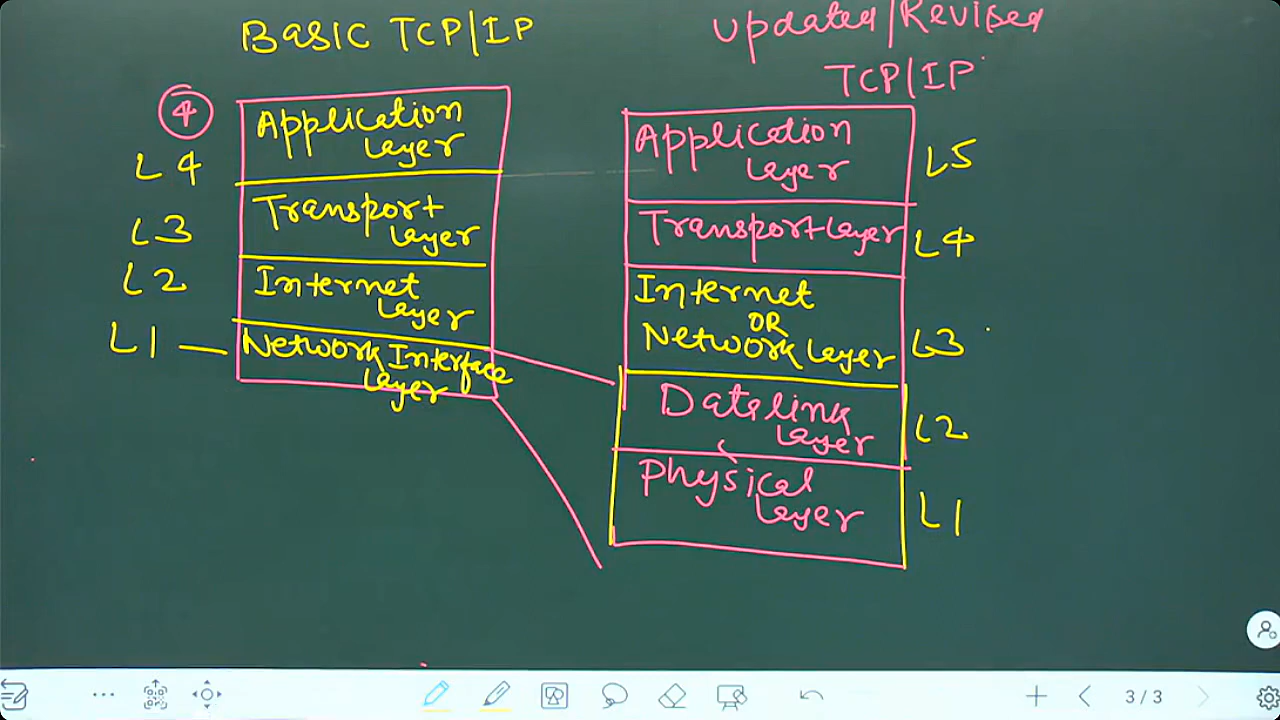 BASIC TCP/IP
Updated/Revised
TCP/IP
4
Application
Layer
L4
Transport
Layer
L3
Internet
Layer
L2
Network Interface
Layer
L1
Application
Layer
L5
Transport Layer
L4
Internet
OR
Network Layer
L3
Datalink
Layer
L2
Physical
Layer
L1
3/3